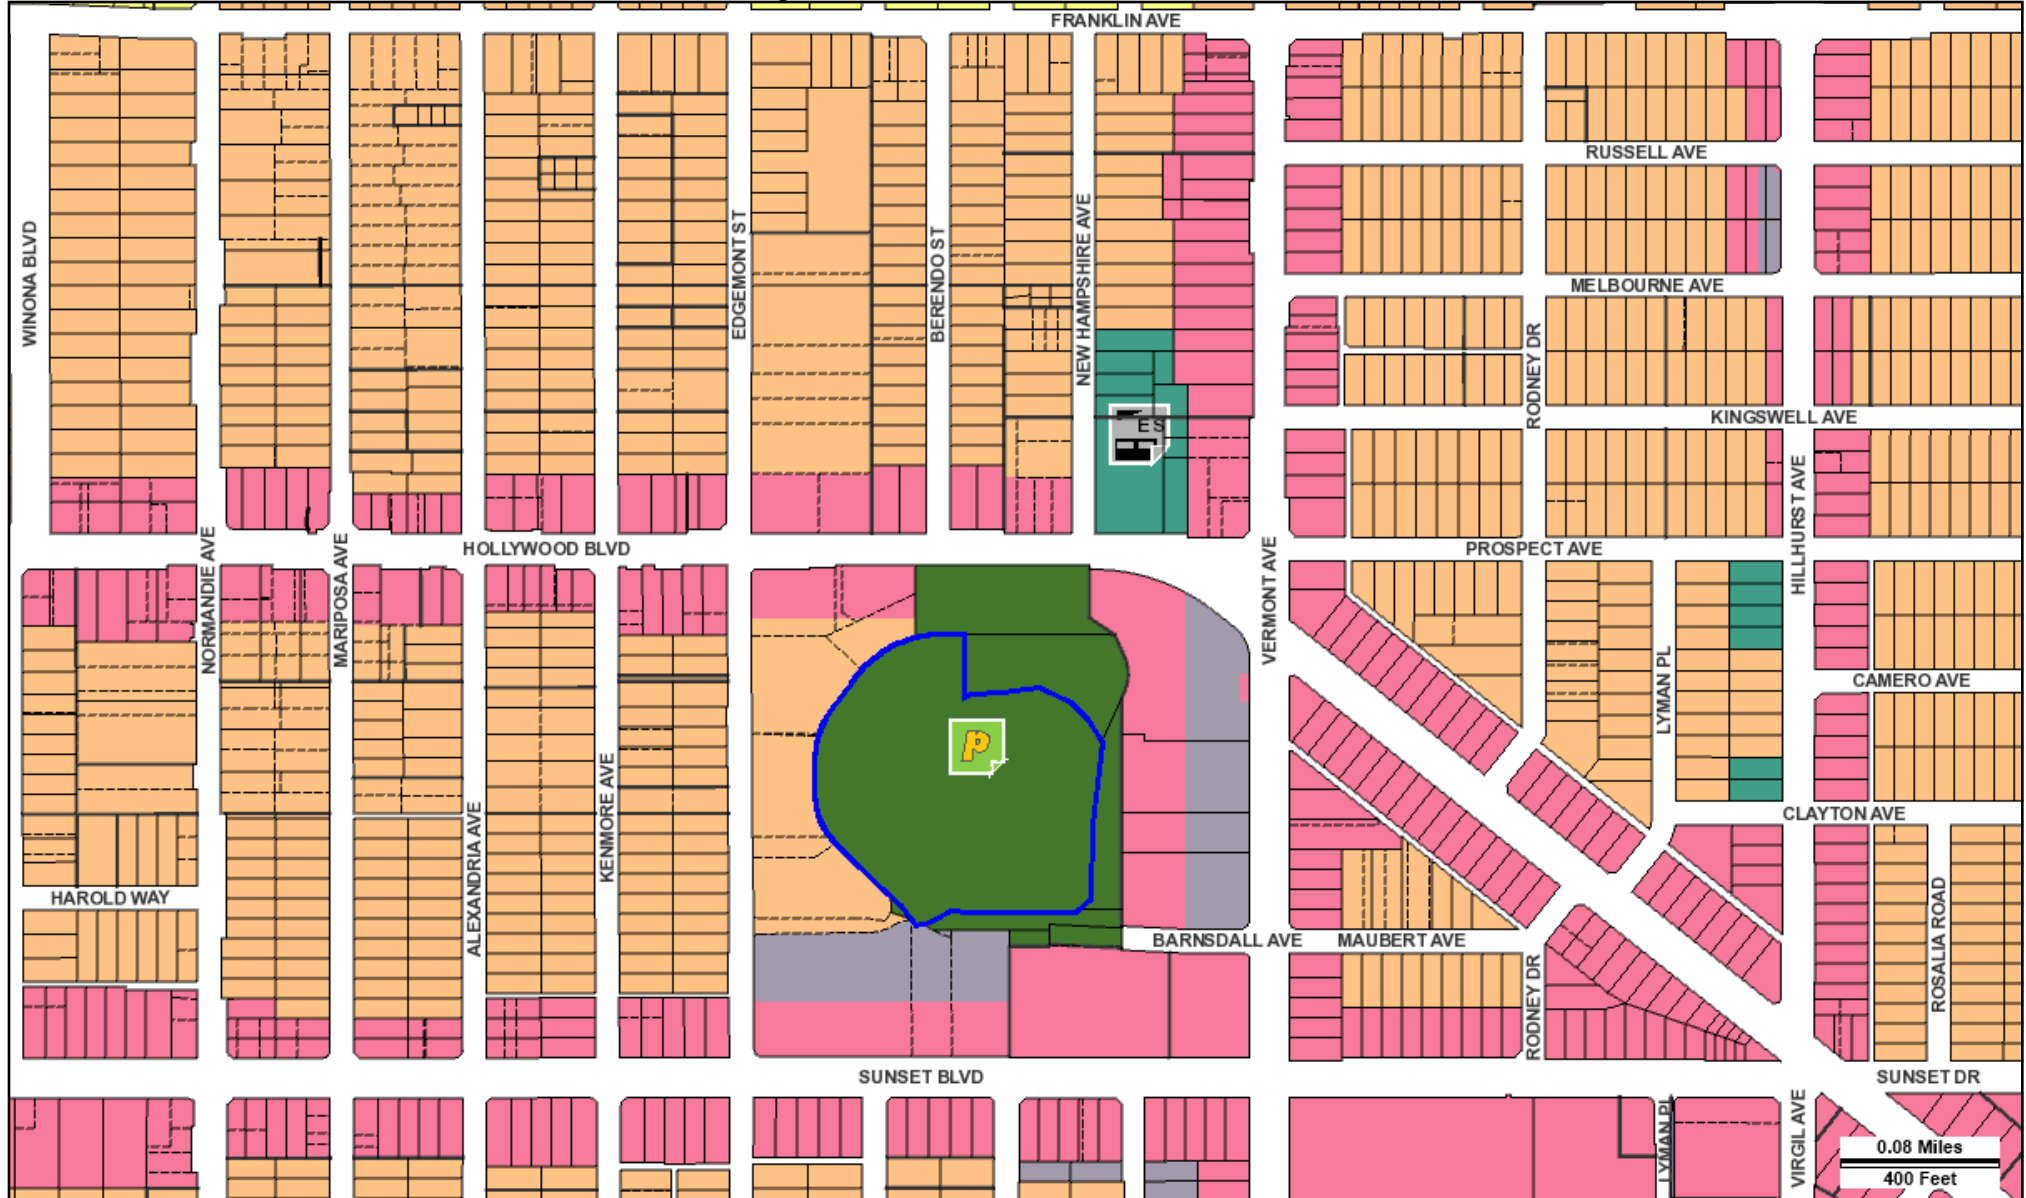 FRANKLIN AVE
RUSSELL AVE
WINONA BLVD
EDGEMONT ST
BERENDO ST
NEW HAMPSHIRE AVE
MELBOURNE AVE
RODNEY DR
KINGSWELL AVE
ES
HILLHURST AVE
NORMANDIE AVE
MARIPOSA AVE
HOLLYWOOD BLVD
VERMONT AVE
PROSPECT AVE
LYMAN PL
CAMERO AVE
P
KENMORE AVE
ALEXANDRIA AVE
CLAYTON AVE
HAROLD WAY
ROSALIA ROAD
BARNSDALL AVE
MAUBERT AVE
RODNEY DR
SUNSET BLVD
SUNSET DR
LYMAN PL
VIRGIL AVE
0.08 Miles
400 Feet